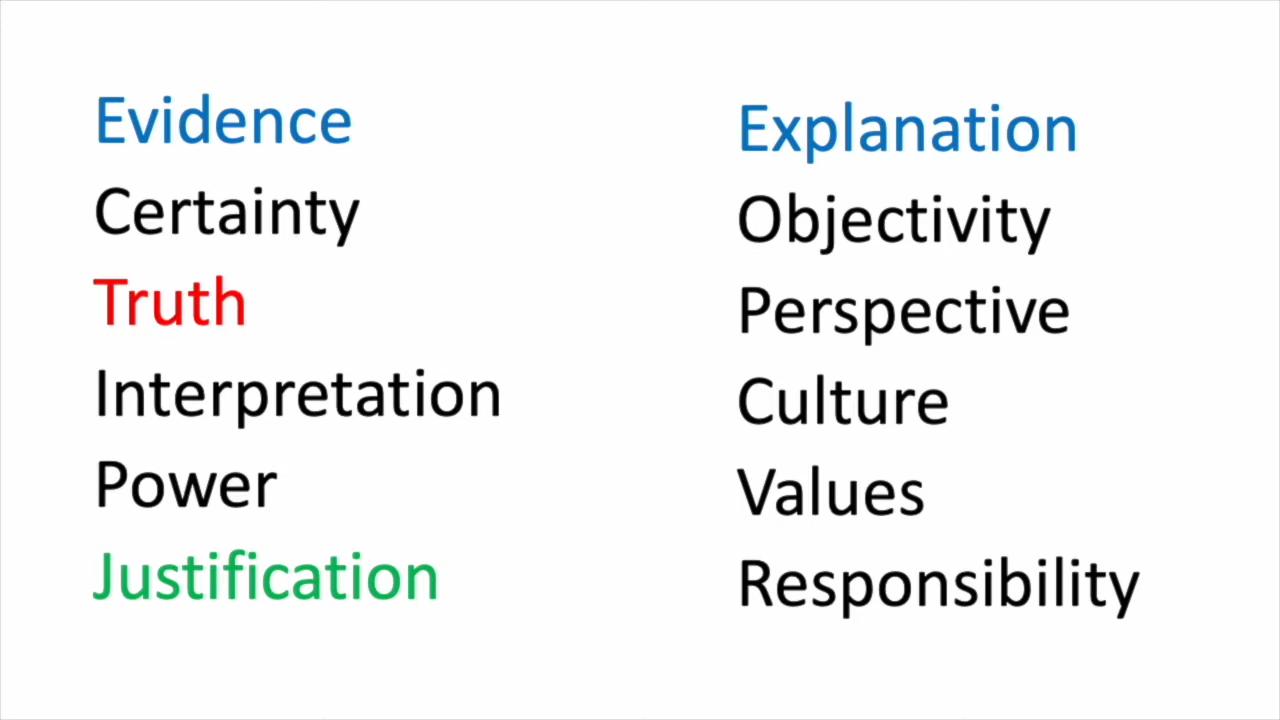 Evidence
Certainty
Truth
Interpretation
Power
Justification
Explanation
Objectivity
Perspective
Culture
Values
Responsibility